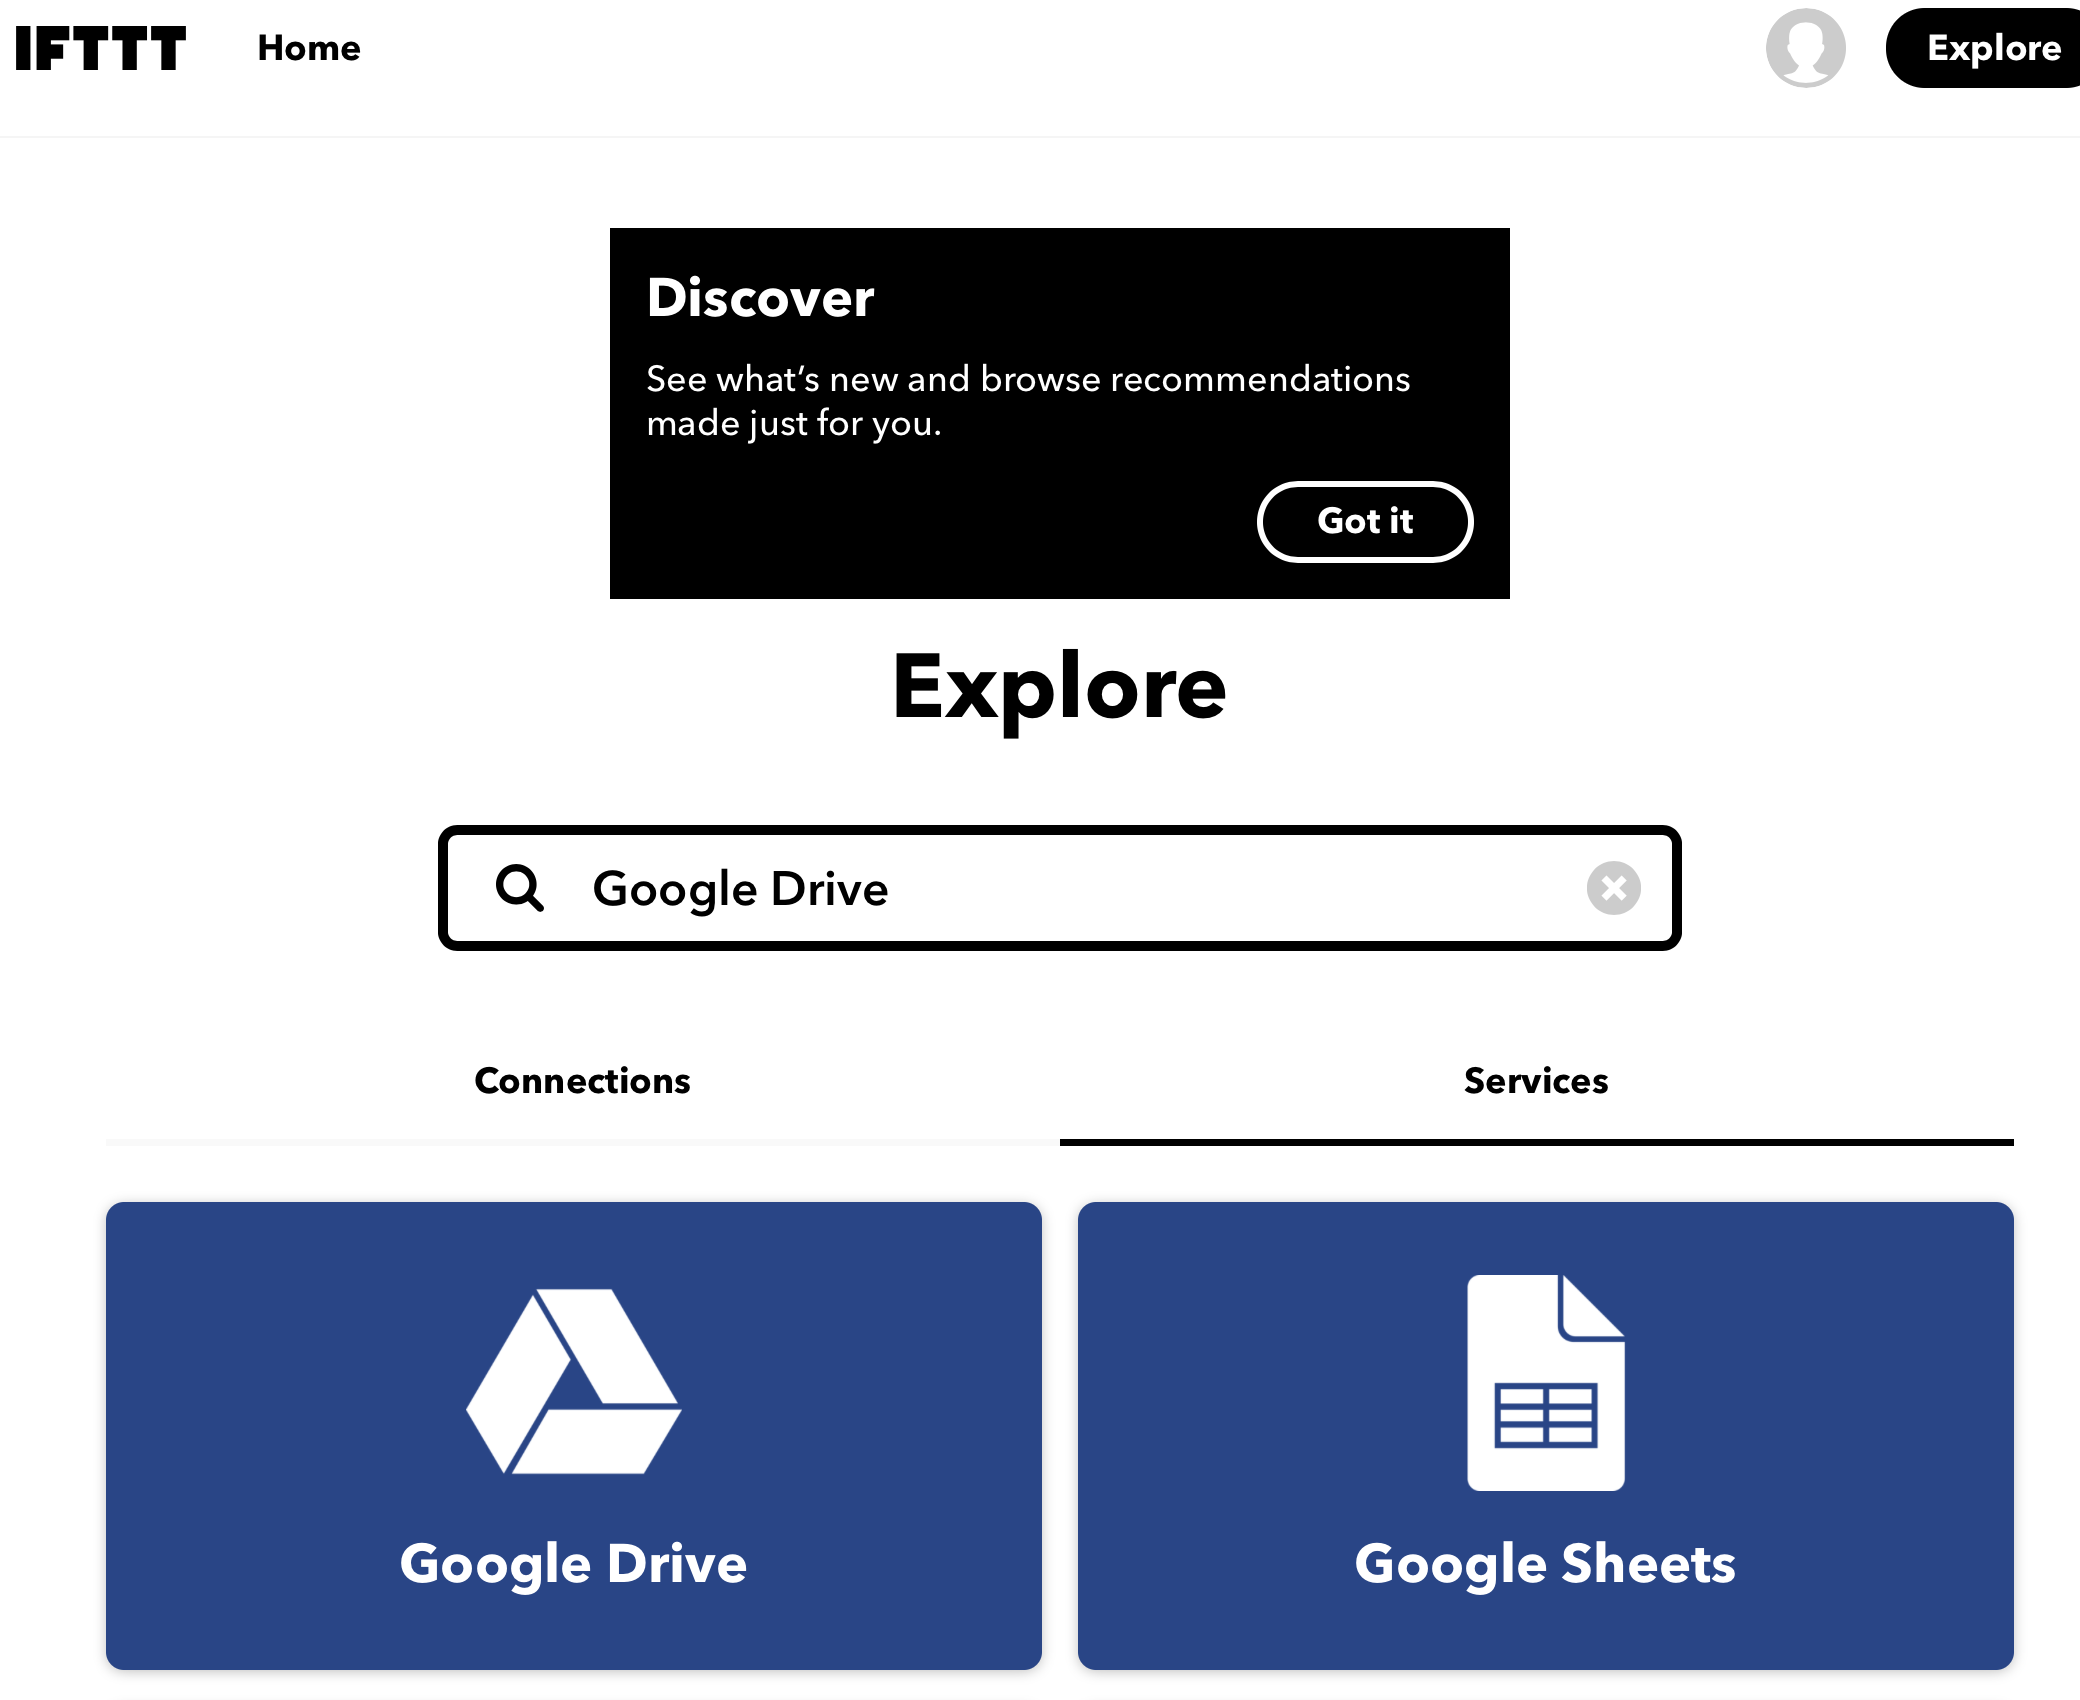 IFTTT
Home
Explore
Discover
See what’s new and browse recommendations
made just for you.
Got it
Explore
Google Drive
Connections
Services
Google Drive
Google Sheets